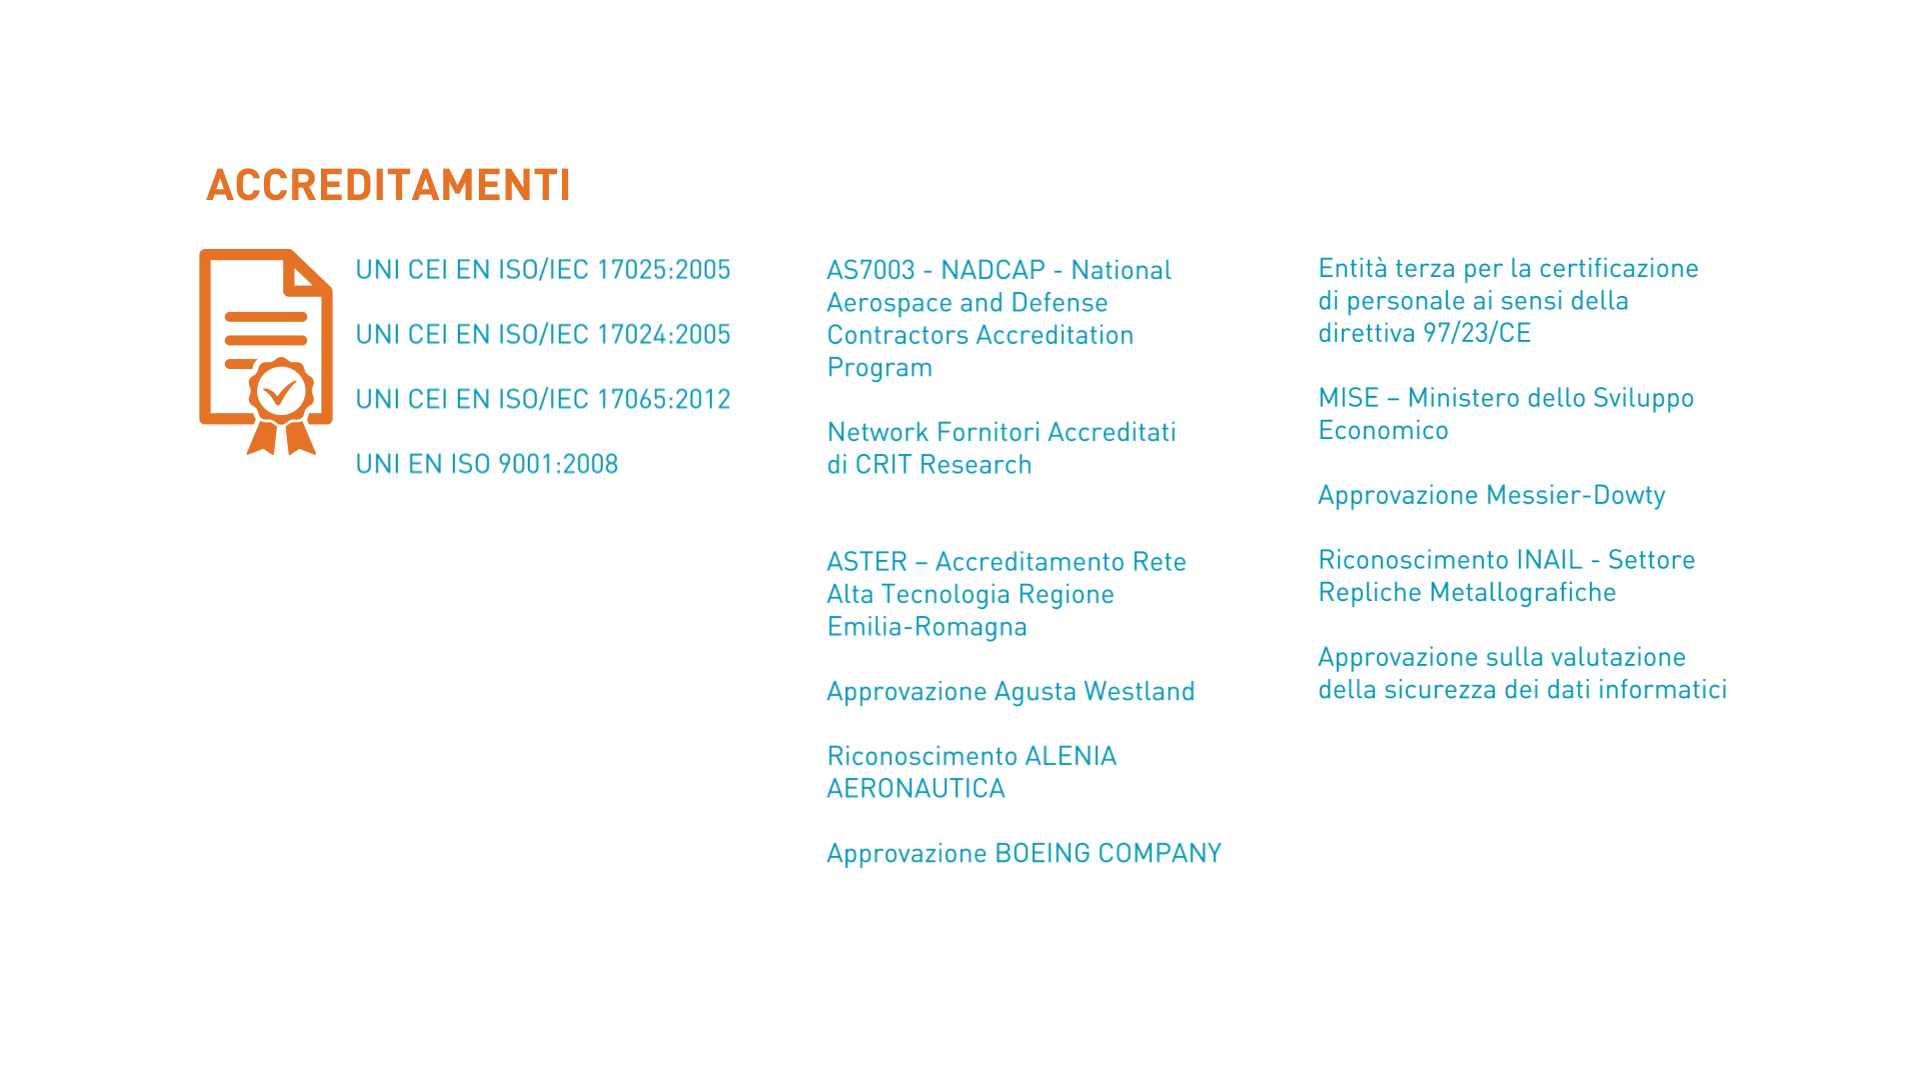 ACCREDITAMENTI
UNI CEI EN ISO/IEC 17025:2005
UNI CEI EN ISO/IEC 17024:2005
UNI CEI EN ISO/IEC 17065:2012
UNI EN ISO 9001:2008
AS7003 - NADCAP - National
Aerospace and Defense
Contractors Accreditation
Program
Network Fornitori Accreditati
di CRIT Research
ASTER – Accreditamento Rete
Alta Tecnologia Regione
Emilia-Romagna
Approvazione Agusta Westland
Riconoscimento ALENIA
AERONAUTICA
Approvazione BOEING COMPANY
Entità terza per la certificazione
di personale ai sensi della
direttiva 97/23/CE
MISE – Ministero dello Sviluppo
Economico
Approvazione Messier-Dowty
Riconoscimento INAIL - Settore
Repliche Metallografiche
Approvazione sulla valutazione
della sicurezza dei dati informatici